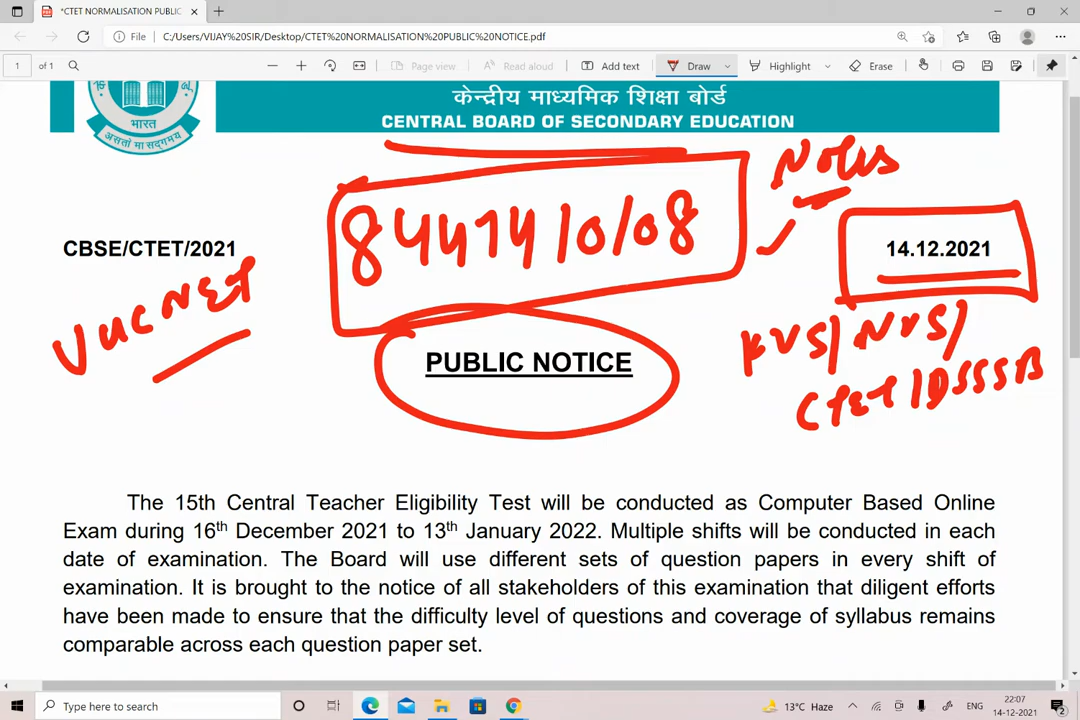 *CTET NORMALISATION PUBLIC
File C:/Users/VIJAY%20SIR/Desktop/CTET%20NORMALISATION%20PUBLIC%20NOTICE.pdf
1 of 1 Page view Read aloud Add text Draw Highlight Erase
केन्द्रीय माध्यमिक शिक्षा बोर्ड
भारत
असतो मा सद्गमय
CENTRAL BOARD OF SECONDARY EDUCATION
Notes
8447410108
CBSE/CTET/2021
14.12.2021
KVS/NVS/
CTET/DSSSB
PUBLIC NOTICE
The 15th Central Teacher Eligibility Test will be conducted as Computer Based Online
Exam during 16th December 2021 to 13th January 2022. Multiple shifts will be conducted in each
date of examination. The Board will use different sets of question papers in every shift of
examination. It is brought to the notice of all stakeholders of this examination that diligent efforts
have been made to ensure that the difficulty level of questions and coverage of syllabus remains
comparable across each question paper set.
Type here to search
13°C Haze
ENG
22:07
14-12-2021
2